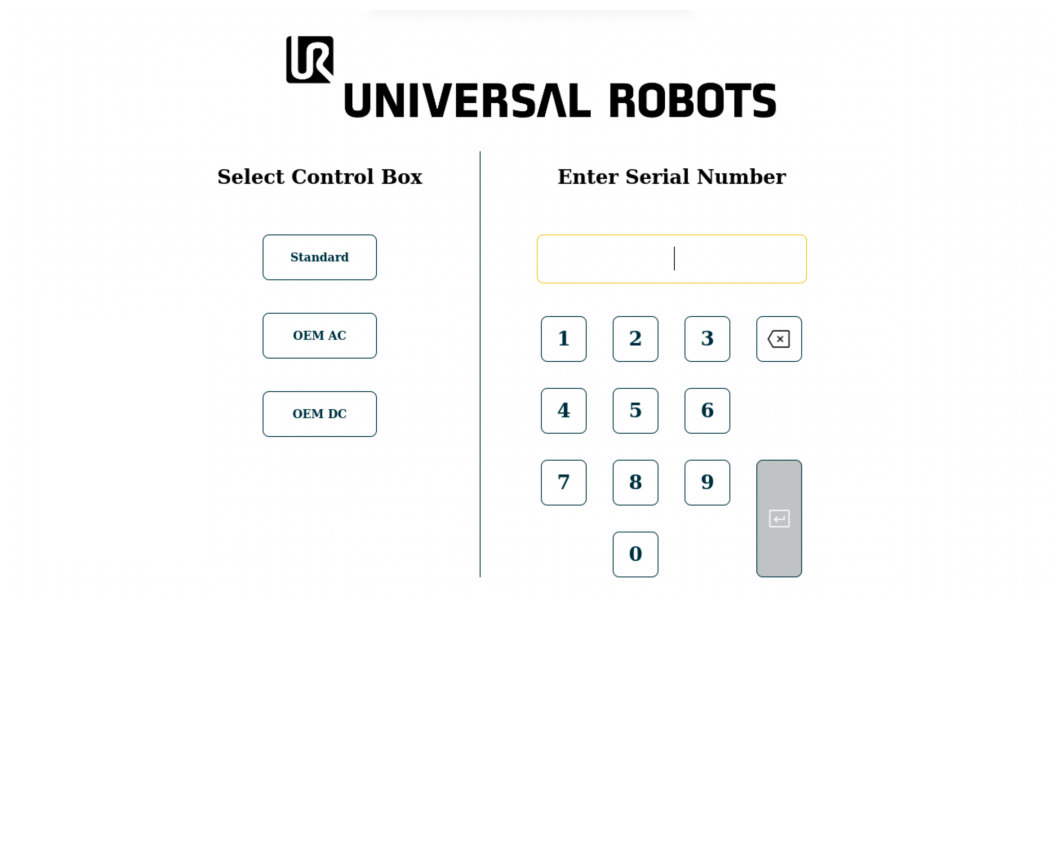 UR
UNIVERSAL ROBOTS
Select Control Box
Standard
OEM AC
OEM DC
Enter Serial Number
1 2 3
4 5 6
7 8 9
0